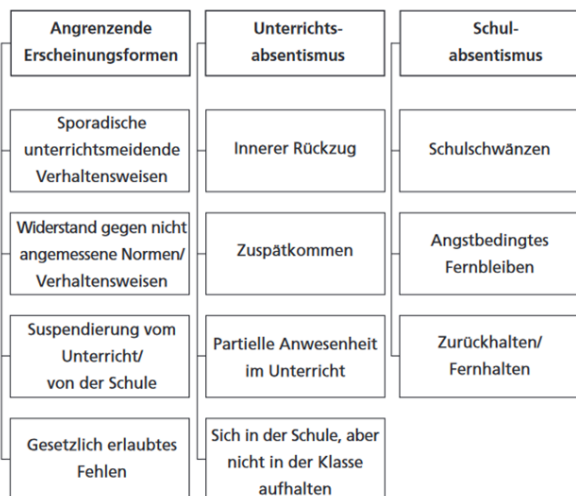 Angrenzende
Erscheinungsformen
Sporadische
unterrichtsmeidende
Verhaltensweisen
Widerstand gegen nicht
angemessene Normen/
Verhaltensweisen
Suspendierung vom
Unterricht/
von der Schule
Gesetzlich erlaubtes
Fehlen
Unterrichts-
absentismus
Innerer Rückzug
Zuspätkommen
Partielle Anwesenheit
im Unterricht
Sich in der Schule, aber
nicht in der Klasse
aufhalten
Schul-
absentismus
Schulschwänzen
Angstbedingtes
Fernbleiben
Zurückhalten/
Fernhalten